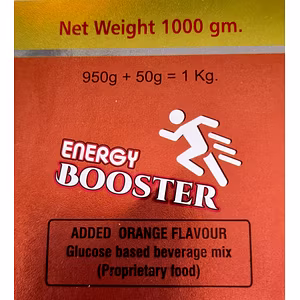 Net Weight 1000 gm.
950g + 50g = 1 Kg.
ENERGY
BOOSTER
ADDED ORANGE FLAVOUR
Glucose based beverage mix
(Proprietary food)